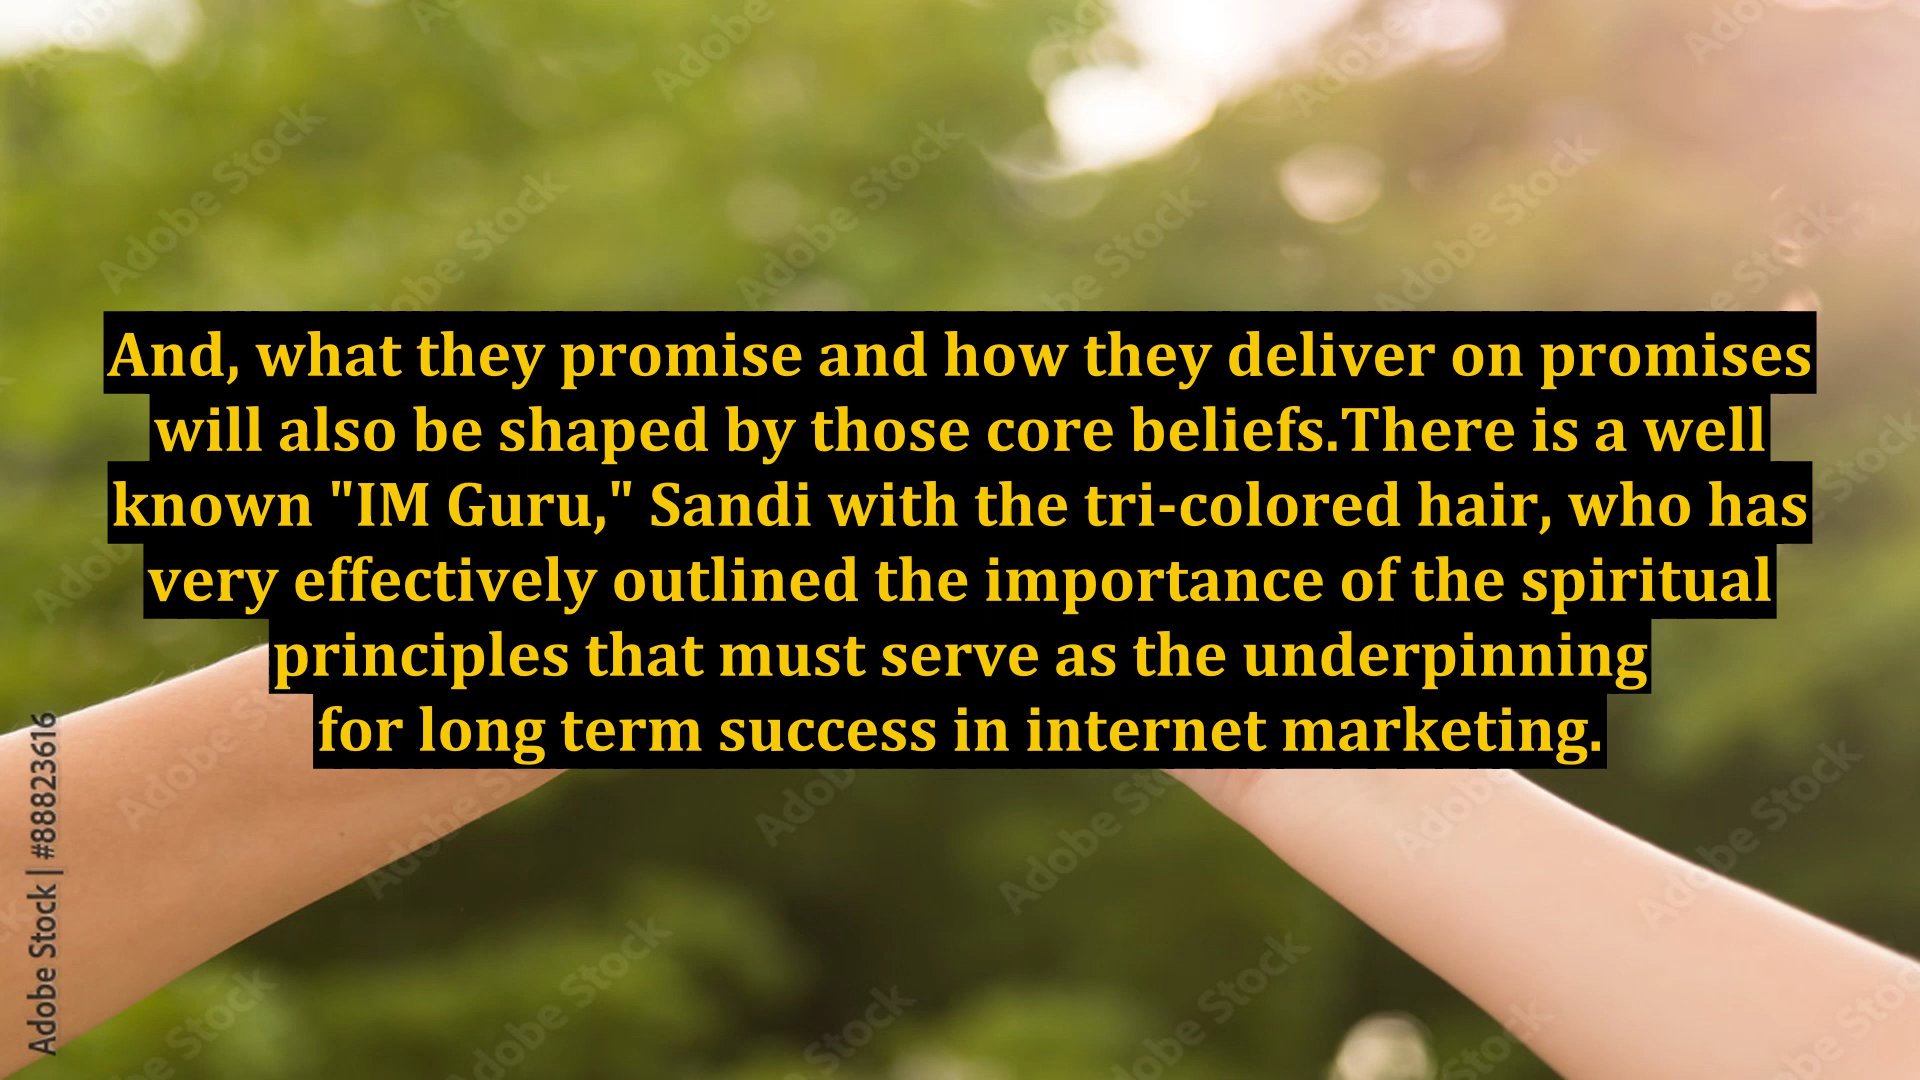 And, what they promise and how they deliver on promises
will also be shaped by those core beliefs.There is a well
known "IM Guru," Sandi with the tri-colored hair, who has
very effectively outlined the importance of the spiritual
principles that must serve as the underpinning
for long term success in internet marketing.
Adobe Stock | #88823616
Adobe Stock